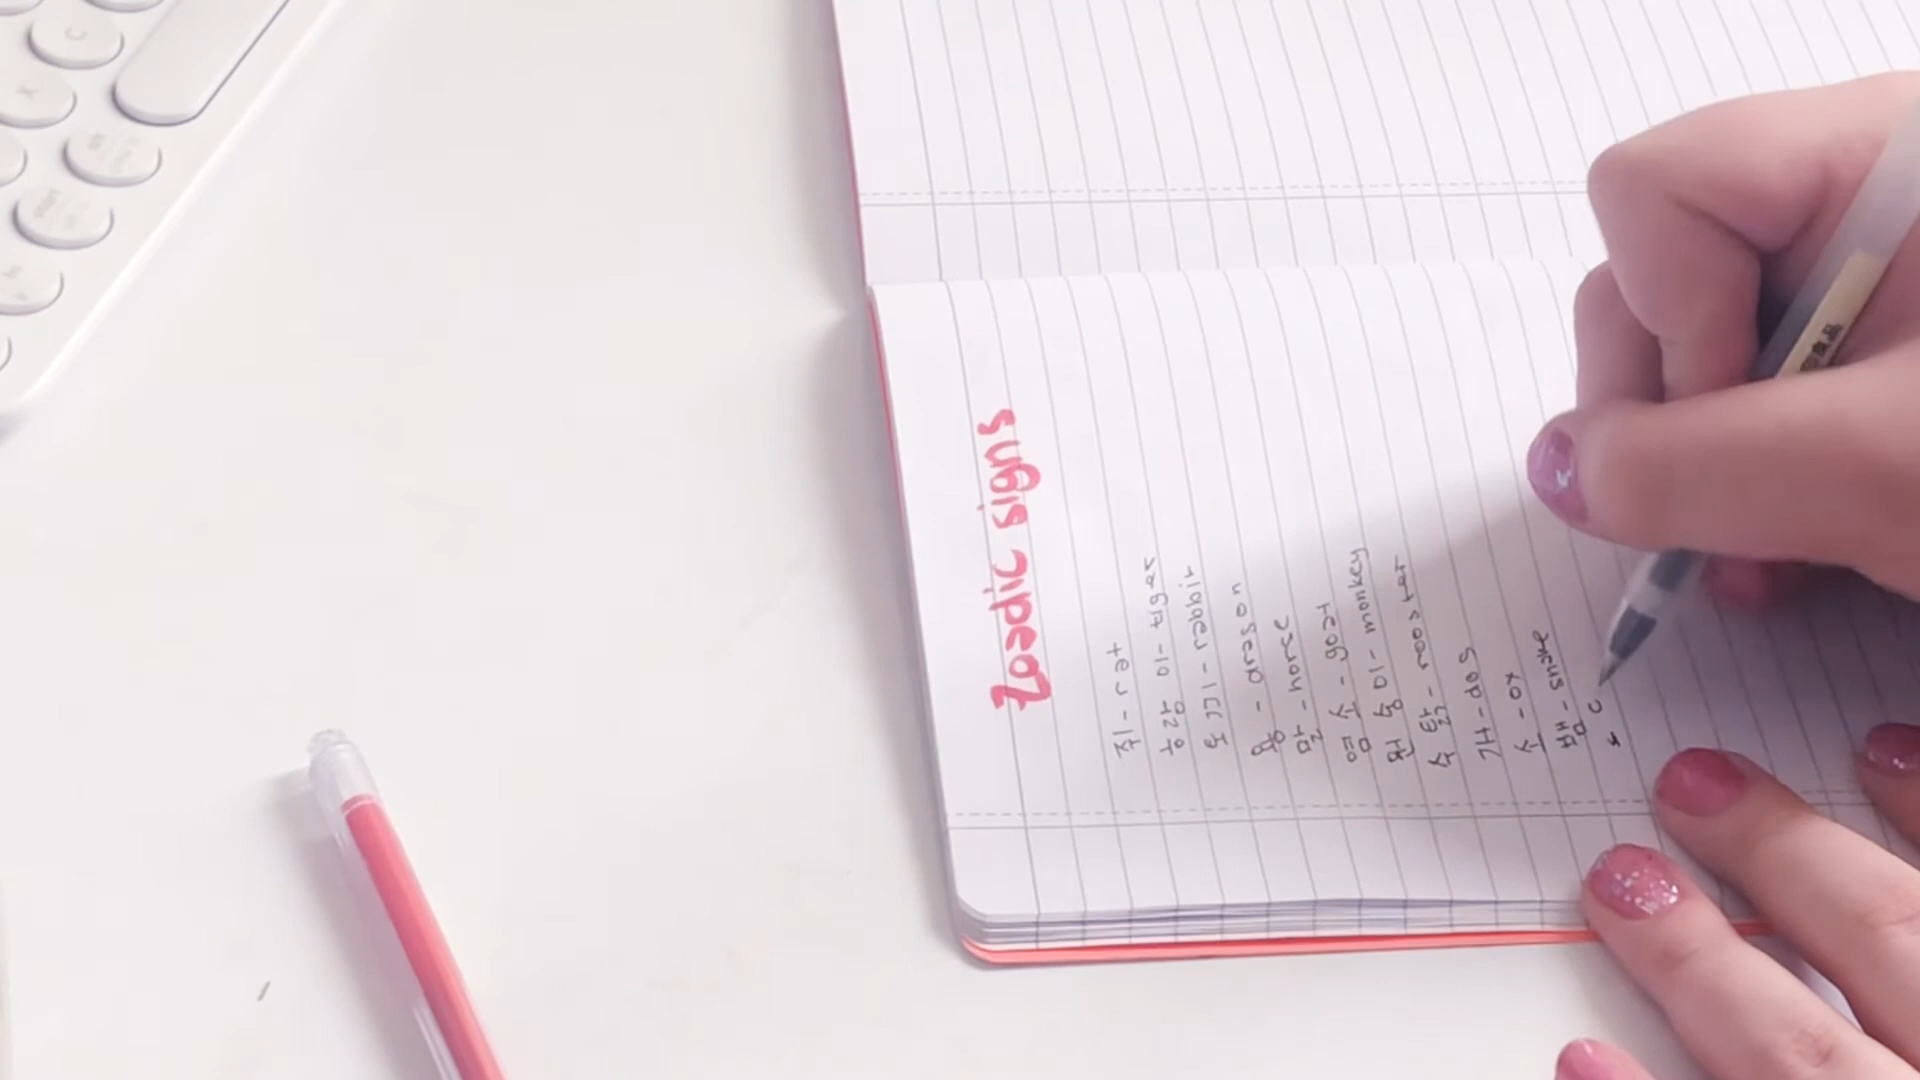 Zoadic signs
쥐 - rat
호랑이 - tiger
토끼 - rabbit
용 - dragon
말 - horse
염소 - goat
원숭이 - monkey
수탉 - rooster
개 - dog
소 - ox
뱀 - snake
C
X